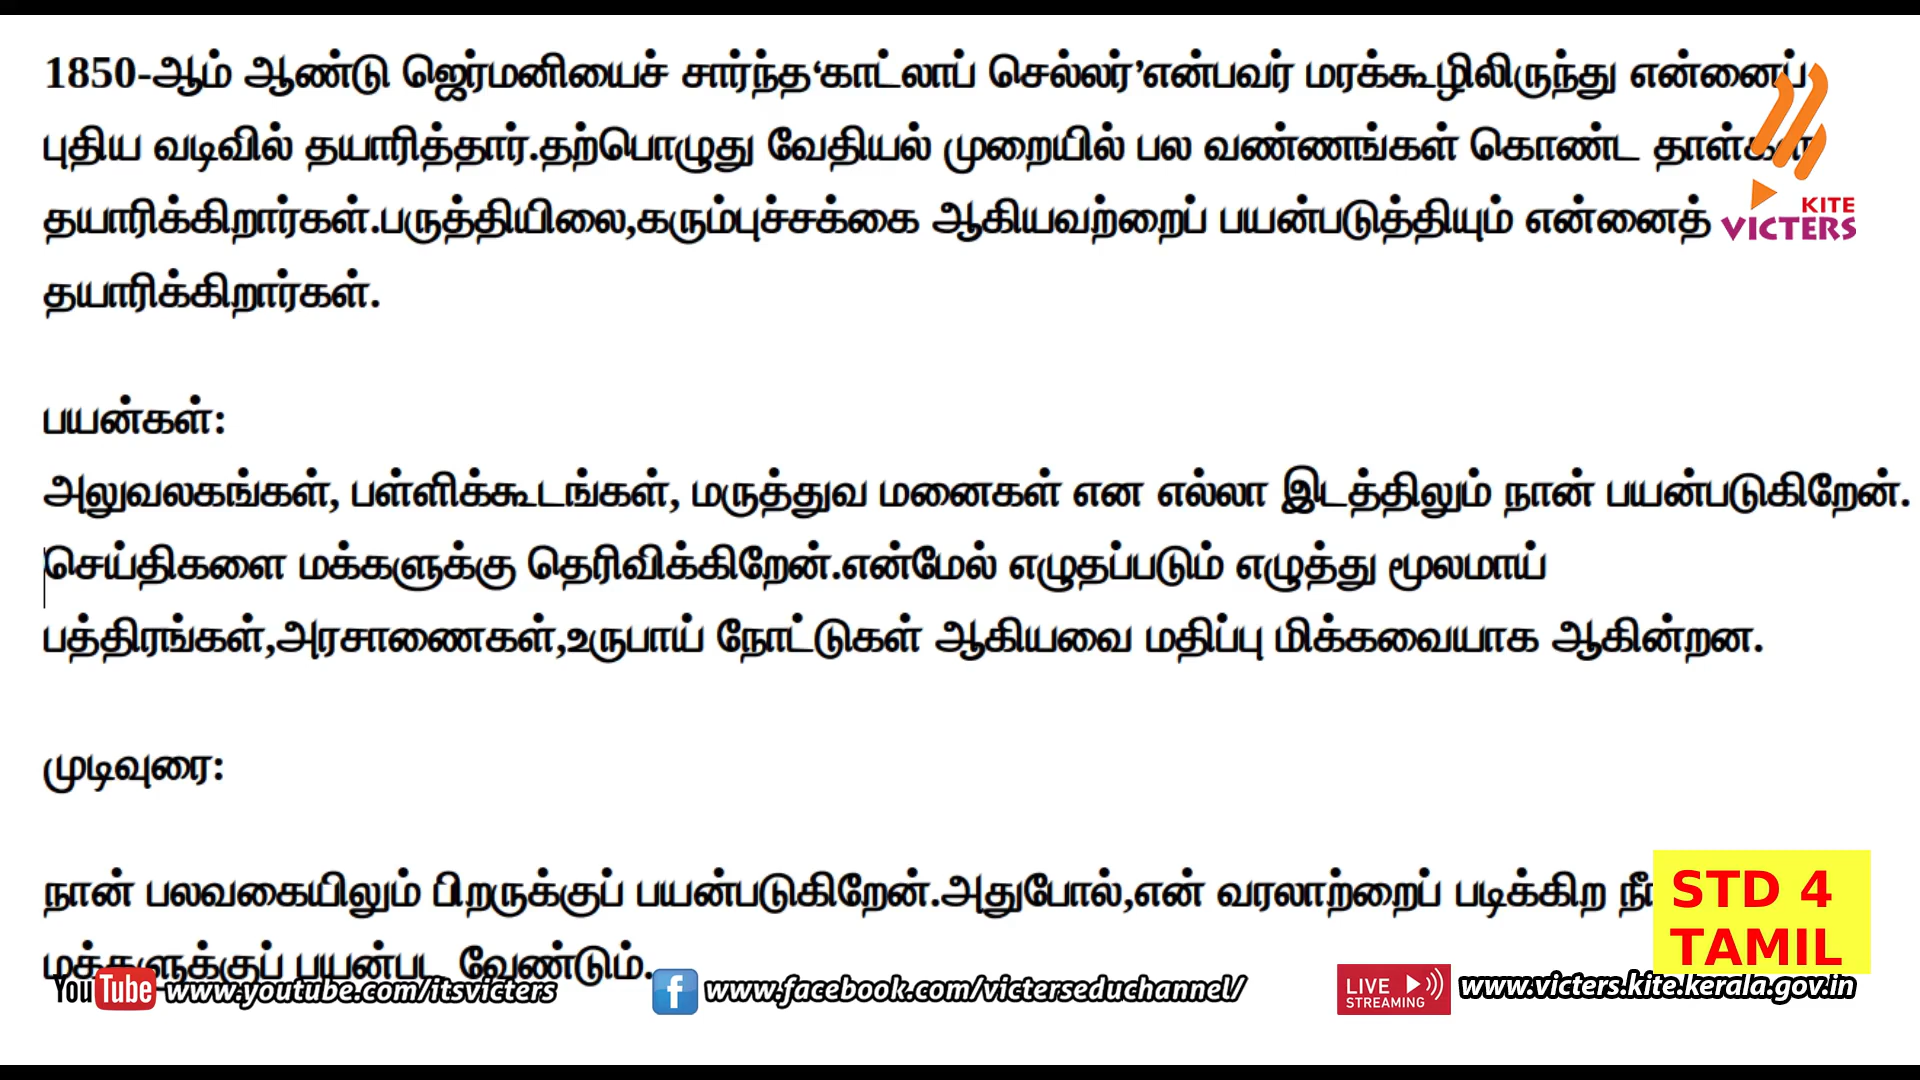 1850-ஆம் ஆண்டு ஜெர்மனியைச் சார்ந்த‘காட்லாப் செல்லர்’என்பவர் மரக்கூழிலிருந்து என்னைப்
புதிய வடிவில் தயாரித்தார்.தற்பொழுது வேதியல் முறையில் பல வண்ணங்கள் கொண்ட
தயாரிக்கிறார்கள்.பருத்தியிலை,கரும்புச்சக்கை ஆகியவற்றைப் பயன்படுத்தியும் என்னைத்
தயாரிக்கிறார்கள்.
KITE
VICTERS
பயன்கள்:
அலுவலகங்கள், பள்ளிக்கூடங்கள், மருத்துவ மனைகள் என எல்லா இடத்திலும் நான் பயன்படுகிறேன்.
செய்திகளை மக்களுக்கு தெரிவிக்கிறேன்.என்மேல் எழுதப்படும் எழுத்து மூலமாய்
பத்திரங்கள்,அரசாணைகள்,உருபாய் நோட்டுகள் ஆகியவை மதிப்பு மிக்கவையாக ஆகின்றன.
முடிவுரை:
நான் பலவகையிலும் பிறருக்குப் பயன்படுகிறேன்.அதுபோல்,என் வரலாற்றைப் படிக்கிற
மக்களுக்குப் பயன்பட வேண்டும்.
STD 4
TAMIL
You Tube www.youtube.com/itsvicters
f www.facebook.com/victerseduchannel/
LIVE STREAMING www.victers.kite.kerala.gov.in